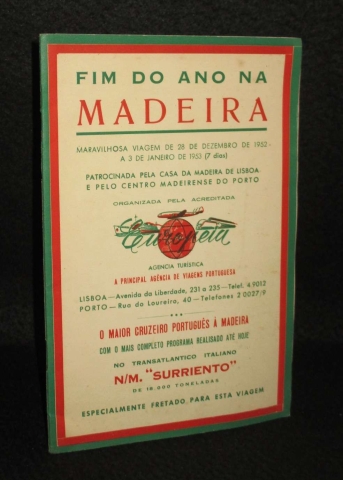 FIM DO ANO NA
MADEIRA
MARAVILHOSA VIAGEM DE 28 DE DEZEMBRO DE 1952 -
A 3 DE JANEIRO DE 1953 (7 dias)
PATROCINADA PELA CASA DA MADEIRA DE LISBOA
E PELO CENTRO MADEIRENSE DO PORTO
ORGANIZADA PELA ACREDITADA
Europeia
AGENCIA TURÍSTICA
A PRINCIPAL AGÊNCIA DE VIAGENS PORTUGUESA
LISBOA — Avenida da Liberdade, 231 a 235 — Telef. 4 9012
PORTO — Rua do Loureiro, 40 — Telefones 2 0027/9
O MAIOR CRUZEIRO PORTUGUÊS À MADEIRA
COM O MAIS COMPLETO PROGRAMA REALIZADO ATÉ HOJE
NO TRANSATLANTICO ITALIANO
N/M. "SURRIENTO"
DE 16.000 TONELADAS
ESPECIALMENTE FRETADO PARA ESTA VIAGEM